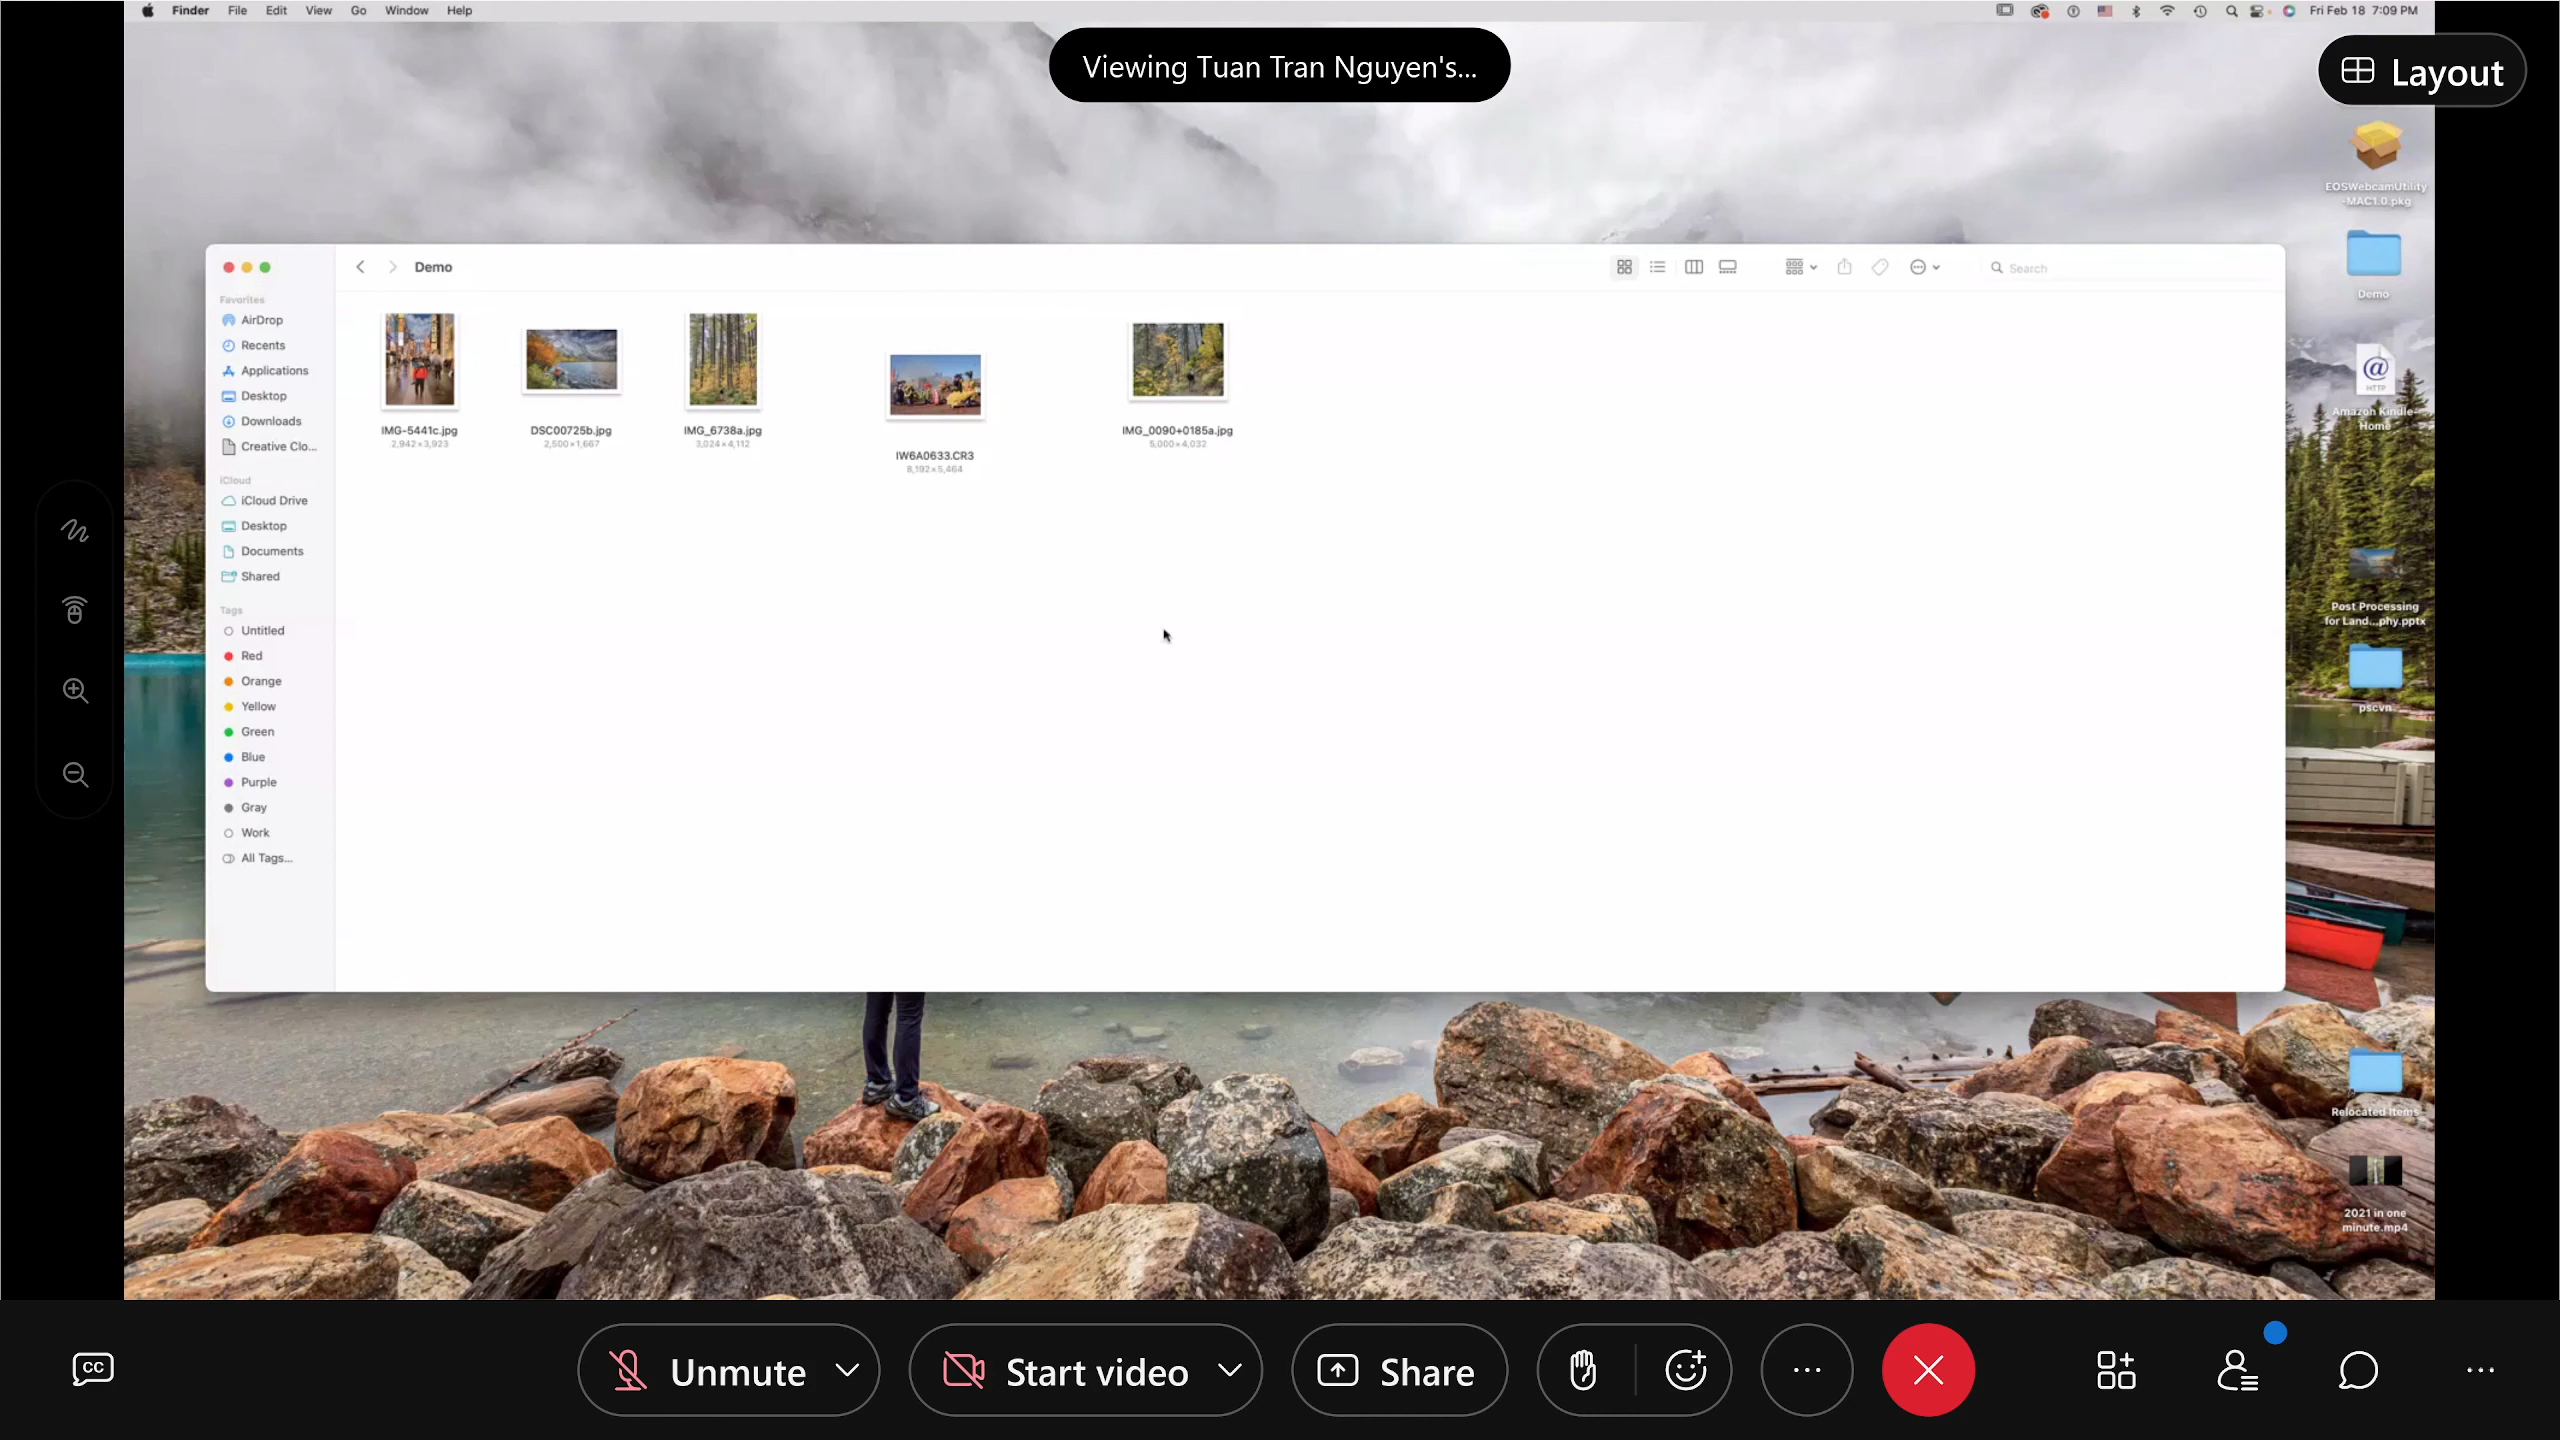 Finder File Edit View Go Window Help
Fri Feb 18 7:09 PM
Viewing Tuan Tran Nguyen's...
Layout
EOSWebcamUtility
-MAC1.0.pkg
Demo
HTTP
Amazon Kindle-
Home
Post Processing
for Land...phy.pptx
pscvn
Relocated Items
2021 in one
minute.mp4
Demo
Search
Favorites
AirDrop
Recents
Applications
Desktop
Downloads
Creative Clo...
iCloud
iCloud Drive
Desktop
Documents
Shared
Tags
Untitled
Red
Orange
Yellow
Green
Blue
Purple
Gray
Work
All Tags...
IMG-5441c.jpg
2,942×3,923
DSC00725b.jpg
2,500×1,667
IMG_6738a.jpg
3,024×4,112
IW6A0633.CR3
8,192×5,464
IMG_0090+0185a.jpg
5,000×4,032
CC
Unmute
Start video
Share